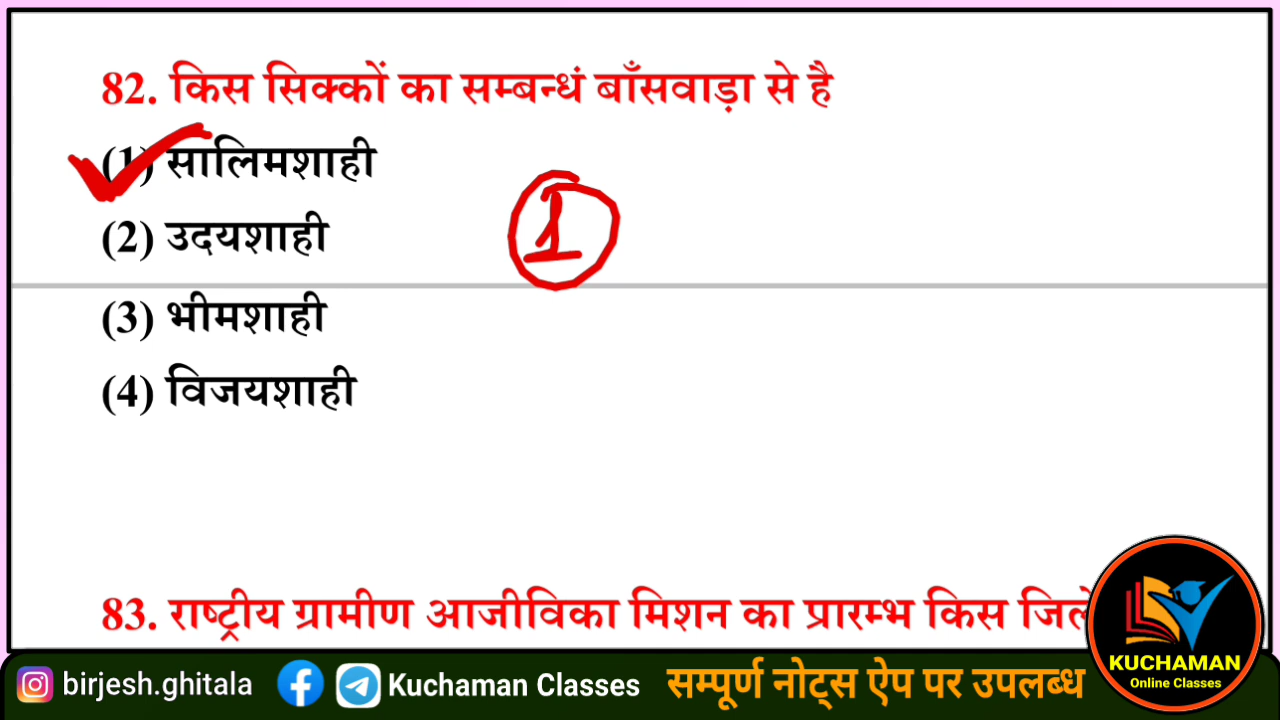 82. किस सिक्कों का सम्बन्धं बाँसवाड़ा से है
(1) सालिमशाही
1
(2) उदयशाही
(3) भीमशाही
(4) विजयशाही
83. राष्ट्रीय ग्रामीण आजीविका मिशन का प्रारम्भ किस जिले
KUCHAMAN
Online Classes
birjesh.ghitala
Kuchaman Classes
सम्पूर्ण नोट्स ऐप पर उपलब्ध